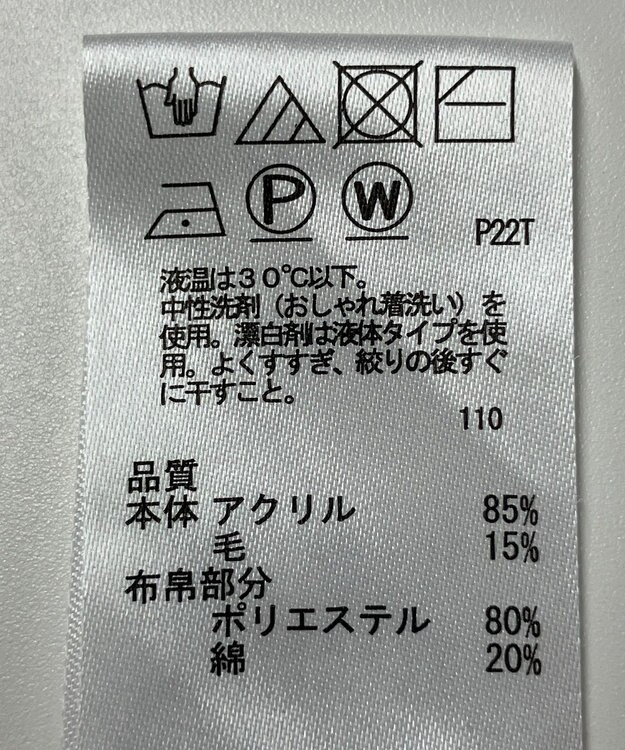 P W P22T
液温は30℃以下。
中性洗剤（おしゃれ着洗い）を
使用。漂白剤は液体タイプを使
用。よくすすぎ、絞りの後すぐ
に干すこと。
110
品質
本体 アクリル 85%
毛 15%
布帛部分
ポリエステル 80%
綿 20%